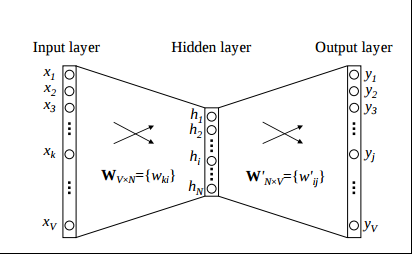 Input layer
Hidden layer
Output layer
x1
x2
x3
xk
xV
h1
h2
hi
hN
y1
y2
y3
yj
yV
WV×N={wki}
W'N×V={w'ij}